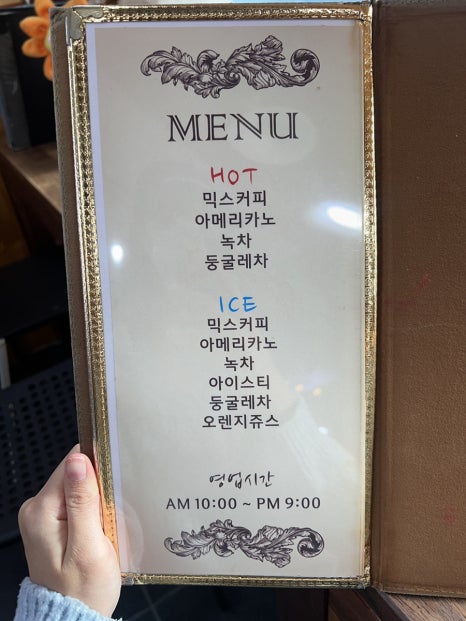 MENU
HOT
믹스커피
아메리카노
녹차
둥굴레차
ICE
믹스커피
아메리카노
녹차
아이스티
둥굴레차
오렌지쥬스
영업시간
AM 10:00 ~ PM 9:00